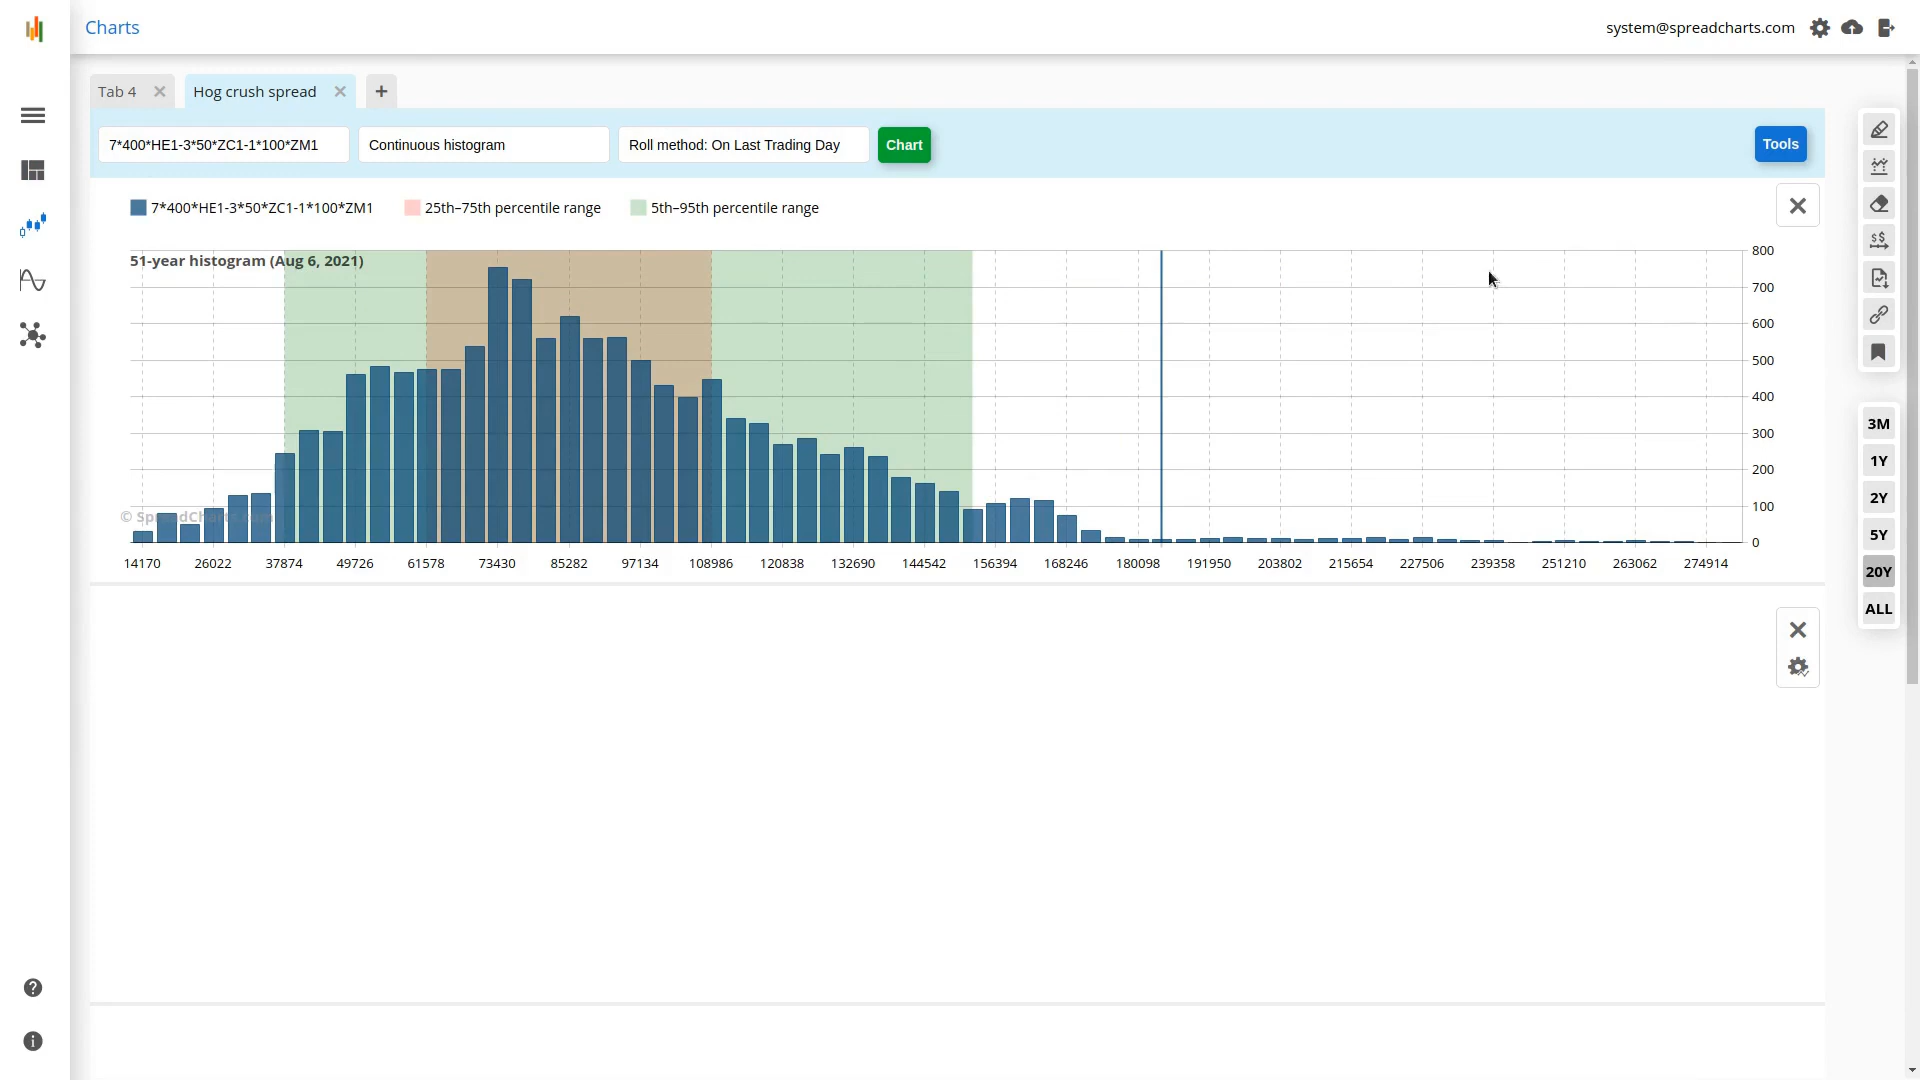 Charts
system@spreadcharts.com
Tab 4
Hog crush spread
+
7*400*HE1-3*50*ZC1-1*100*ZM1
Continuous histogram
Roll method: On Last Trading Day
Chart
Tools
7*400*HE1-3*50*ZC1-1*100*ZM1
25th–75th percentile range
5th–95th percentile range
51-year histogram (Aug 6, 2021)
800
700
600
500
400
300
200
100
0
© SpreadCharts.com
14170 26022 37874 49726 61578 73430 85282 97134 108986 120838 132690 144542 156394 168246 180098 191950 203802 215654 227506 239358 251210 263062 274914
$$
3M
1Y
2Y
5Y
20Y
ALL